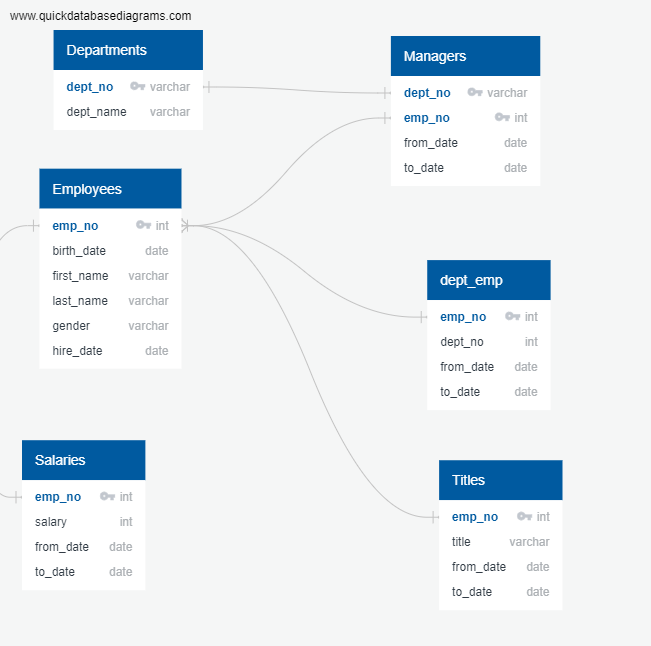 www.quickdatabasediagrams.com
Departments
dept_no varchar
dept_name varchar
Managers
dept_no varchar
emp_no int
from_date date
to_date date
Employees
emp_no int
birth_date date
first_name varchar
last_name varchar
gender varchar
hire_date date
dept_emp
emp_no int
dept_no int
from_date date
to_date date
Salaries
emp_no int
salary int
from_date date
to_date date
Titles
emp_no int
title varchar
from_date date
to_date date